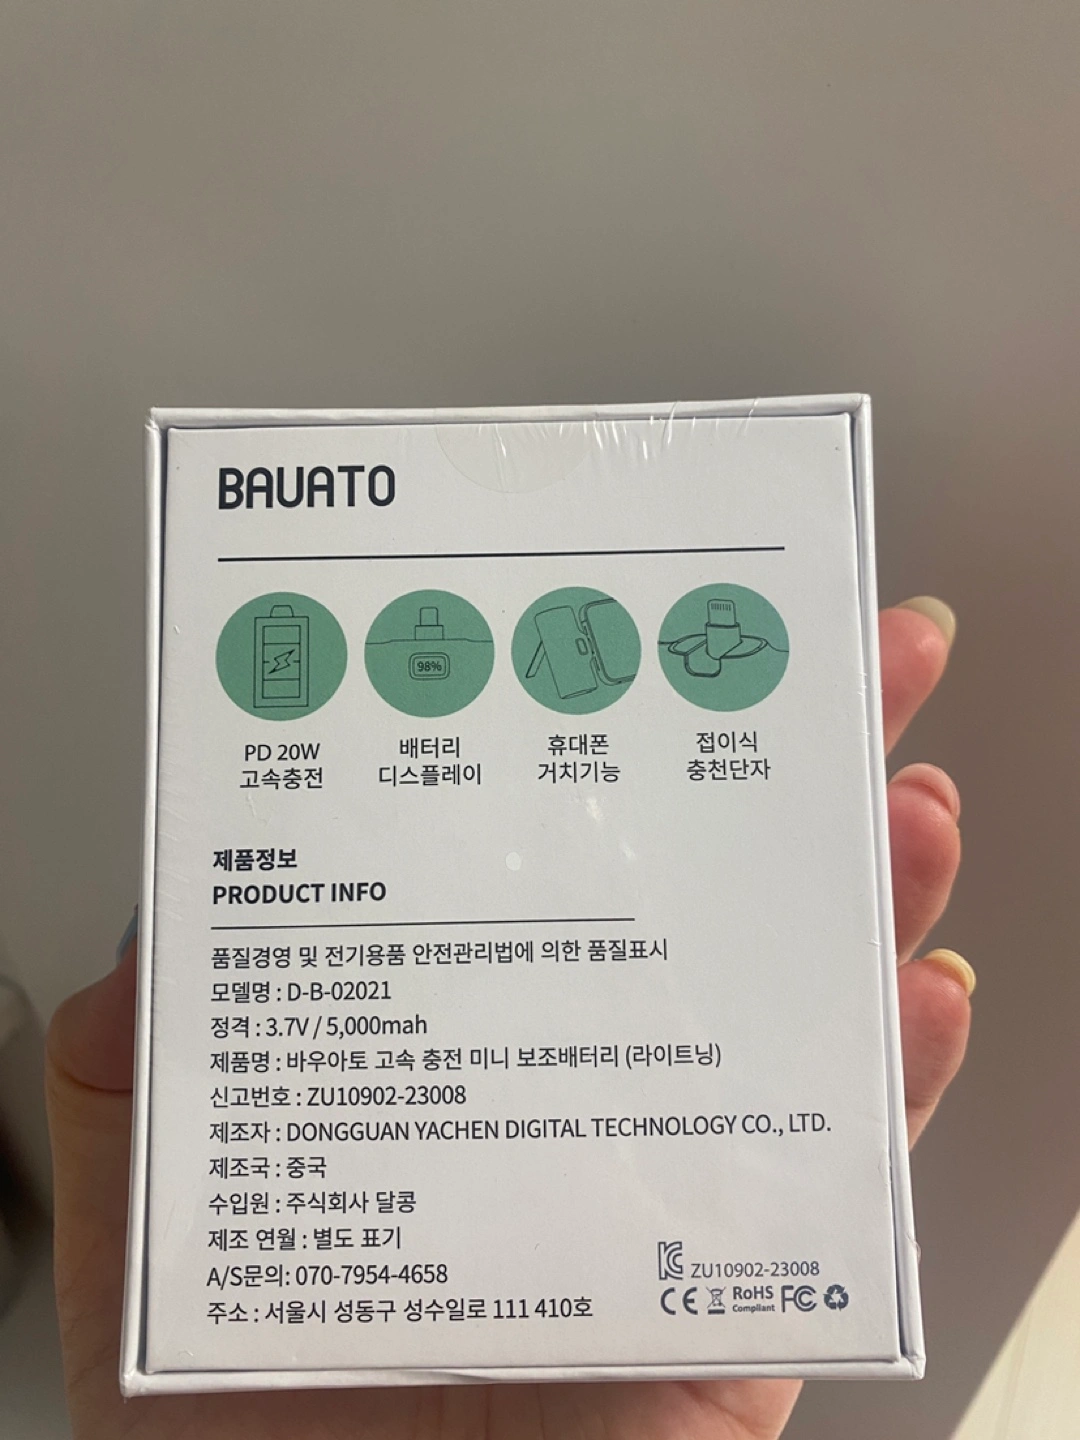 BAUATO
98%
PD 20W
고속충전
배터리
디스플레이
휴대폰
거치기능
접이식
충천단자
제품정보
PRODUCT INFO
품질경영 및 전기용품 안전관리법에 의한 품질표시
모델명 : D-B-02021
정격 : 3.7V / 5,000mah
제품명 : 바우아토 고속 충전 미니 보조배터리 (라이트닝)
신고번호 : ZU10902-23008
제조자 : DONGGUAN YACHEN DIGITAL TECHNOLOGY CO., LTD.
제조국 : 중국
수입원 : 주식회사 달콩
제조 연월 : 별도 표기
A/S문의: 070-7954-4658
주소 : 서울시 성동구 성수일로 111 410호
ZU10902-23008
CE RoHS Compliant FC